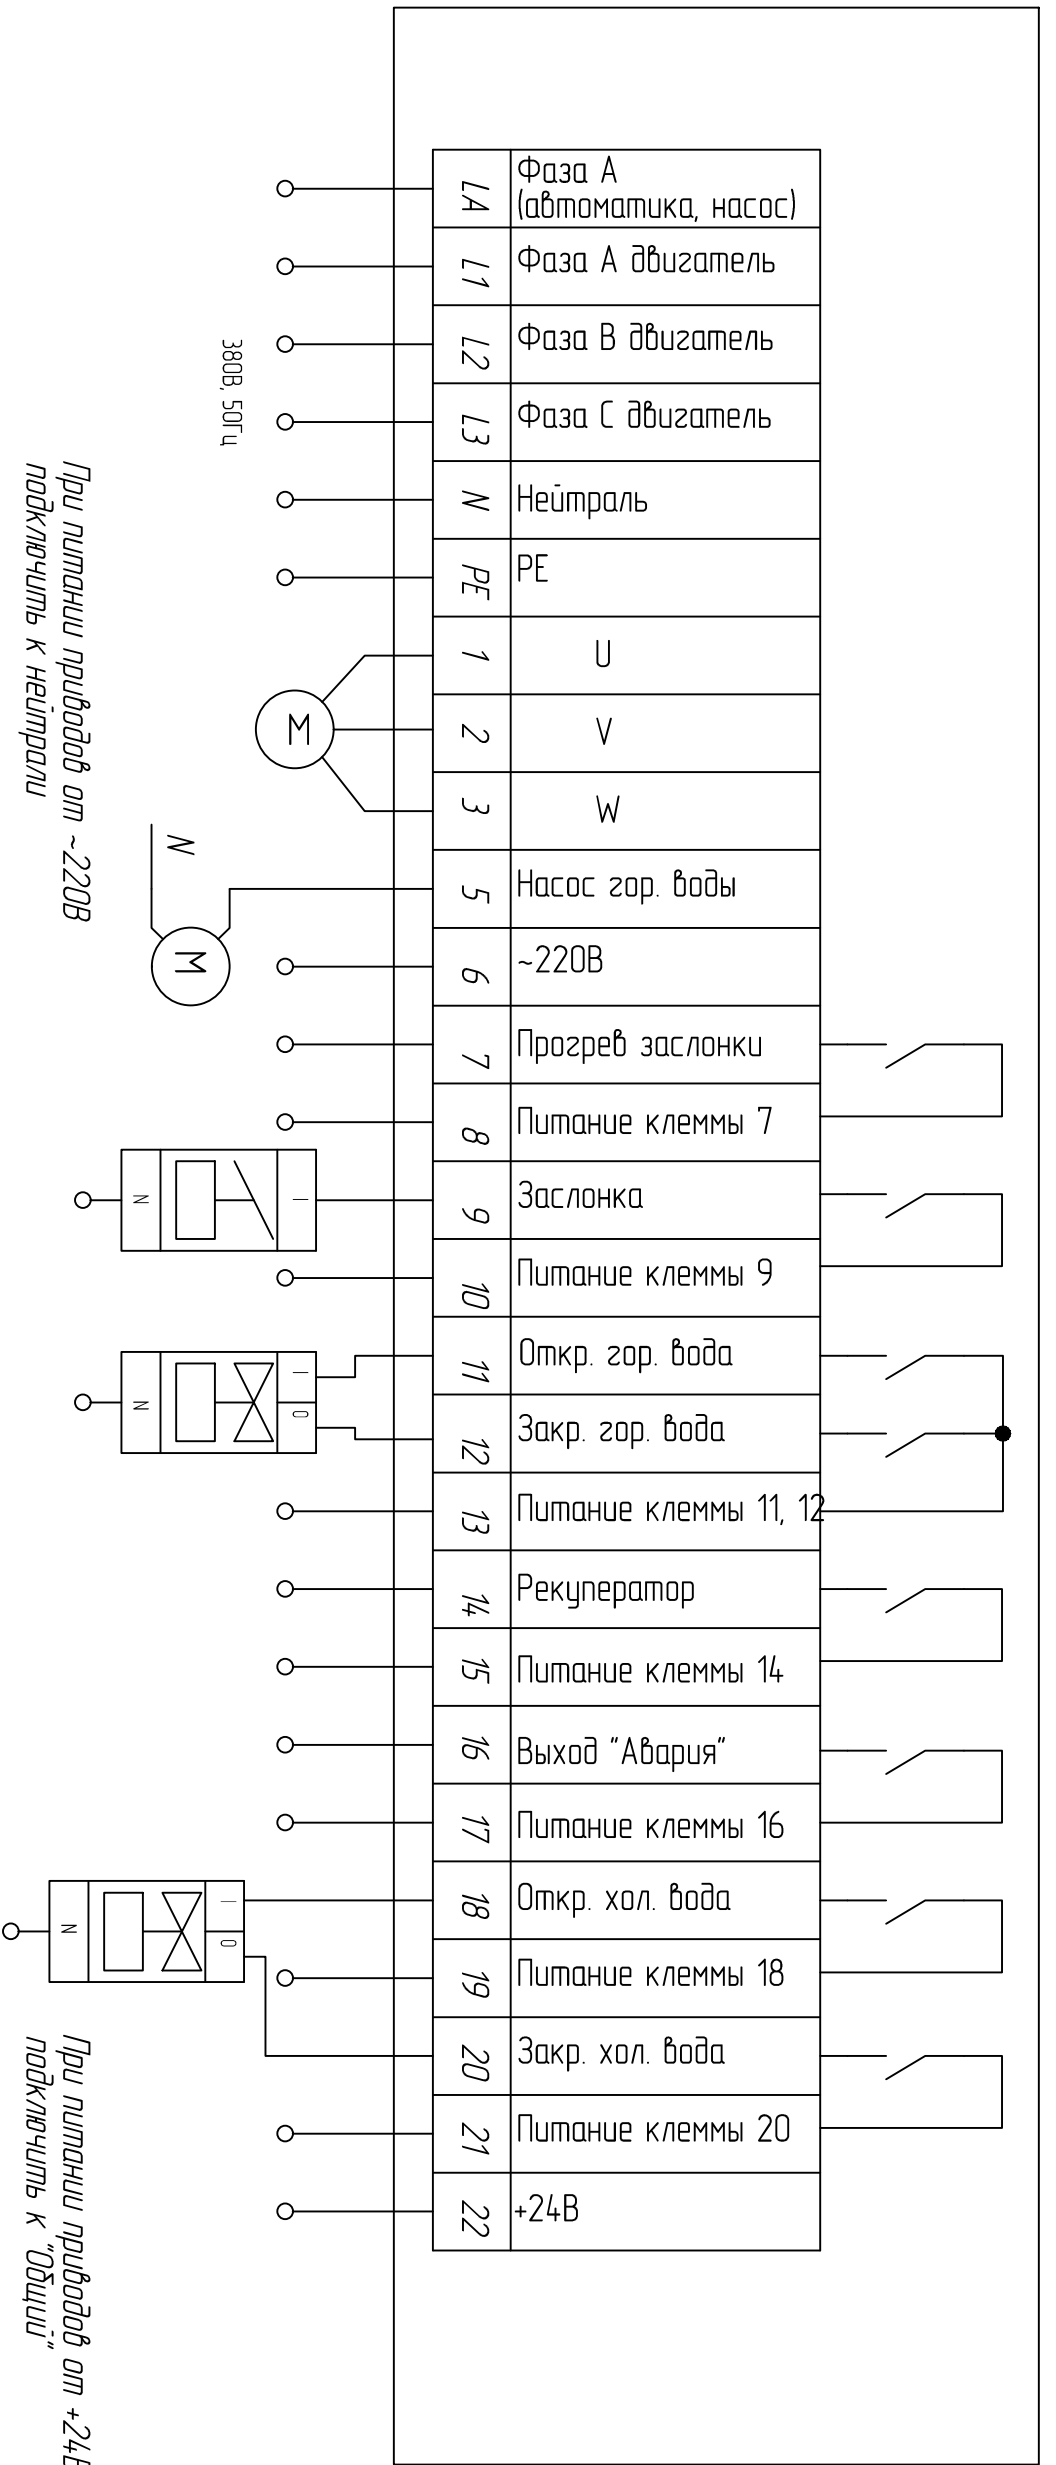 LA
Фаза А
(автоматика, насос)
L1
Фаза А двигатель
L2
Фаза В двигатель
L3
Фаза С двигатель
N
Нейтраль
PE
PE
1
U
2
V
3
W
5
Насос гор. воды
6
~220В
7
Прогрев заслонки
8
Питание клеммы 7
9
Заслонка
10
Питание клеммы 9
11
Откр. гор. вода
12
Закр. гор. вода
13
Питание клеммы 11, 12
14
Рекуператор
15
Питание клеммы 14
16
Выход "Авария"
17
Питание клеммы 16
18
Откр. хол. вода
19
Питание клеммы 18
20
Закр. хол. вода
21
Питание клеммы 20
22
+24В
380В, 50Гц
M
N
M
I
N
I
0
N
I
0
N
При питании приводов от ~220В
подключить к нейтрали
При питании приводов от +24В
подключить к "Общий"